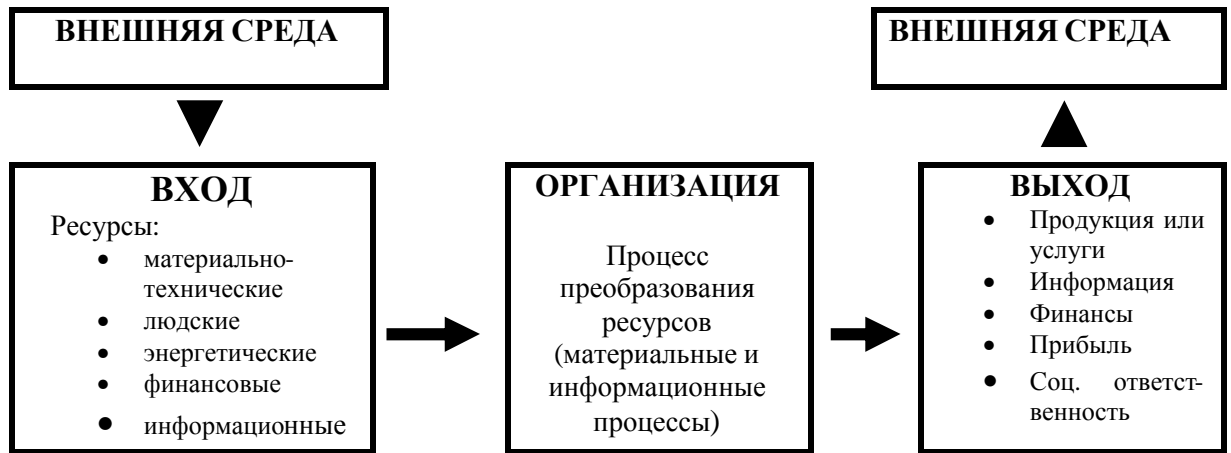 ВНЕШНЯЯ СРЕДА
ВНЕШНЯЯ СРЕДА
ВХОД
Ресурсы:
• материально-
технические
• людские
• энергетические
• финансовые
• информационные
ОРГАНИЗАЦИЯ
Процесс
преобразования
ресурсов
(материальные и
информационные
процессы)
ВЫХОД
• Продукция или
услуги
• Информация
• Финансы
• Прибыль
• Соц. ответст-
венность